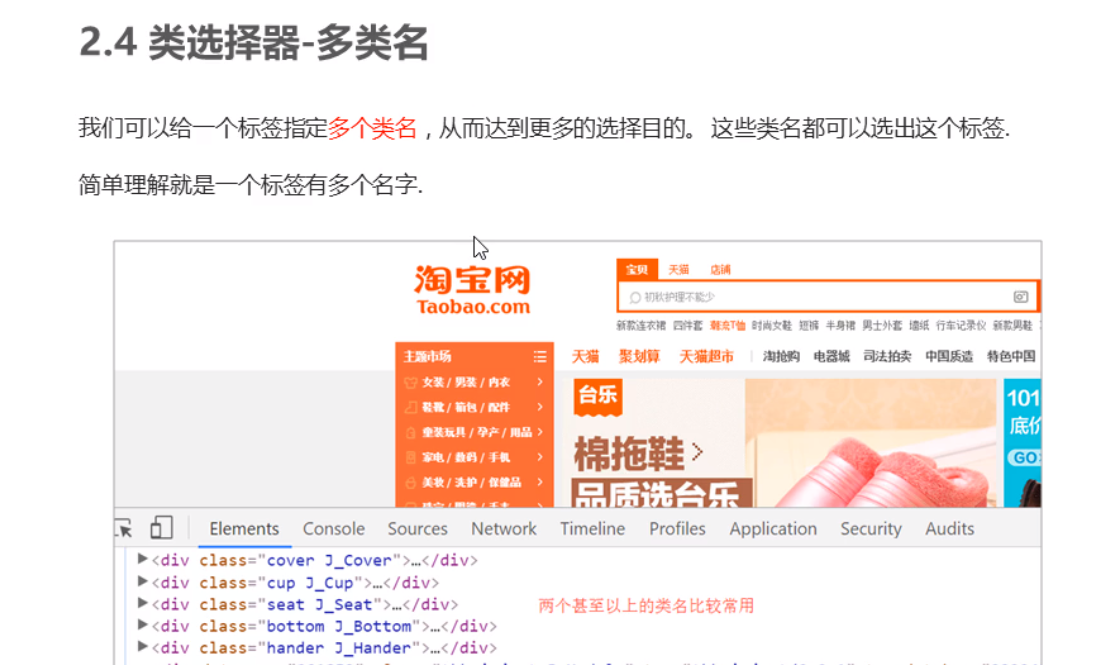 2.4 类选择器-多类名
我们可以给一个标签指定多个类名，从而达到更多的选择目的。 这些类名都可以选出这个标签.
简单理解就是一个标签有多个名字.
淘宝网
Taobao.com
宝贝 天猫 店铺
初秋护理不能少
新款连衣裙 四件套 潮流T恤 时尚女鞋 短裤 半身裙 男士外套 墙纸 行车记录仪 新款男鞋
主题市场
天猫 聚划算 天猫超市 | 淘抢购 电器城 司法拍卖 中国质造 特色中国
女装 / 男装 / 内衣
鞋靴 / 箱包 / 配件
童装玩具 / 孕产 / 用品
家电 / 数码 / 手机
美妆 / 洗护 / 保健品
台乐
棉拖鞋
品质选台乐
101
底价
GO
Elements Console Sources Network Timeline Profiles Application Security Audits
<div class="cover J_Cover">…</div>
<div class="cup J_Cup">…</div>
<div class="seat J_Seat">…</div>
两个甚至以上的类名比较常用
<div class="bottom J_Bottom">…</div>
<div class="hander J_Hander">…</div>